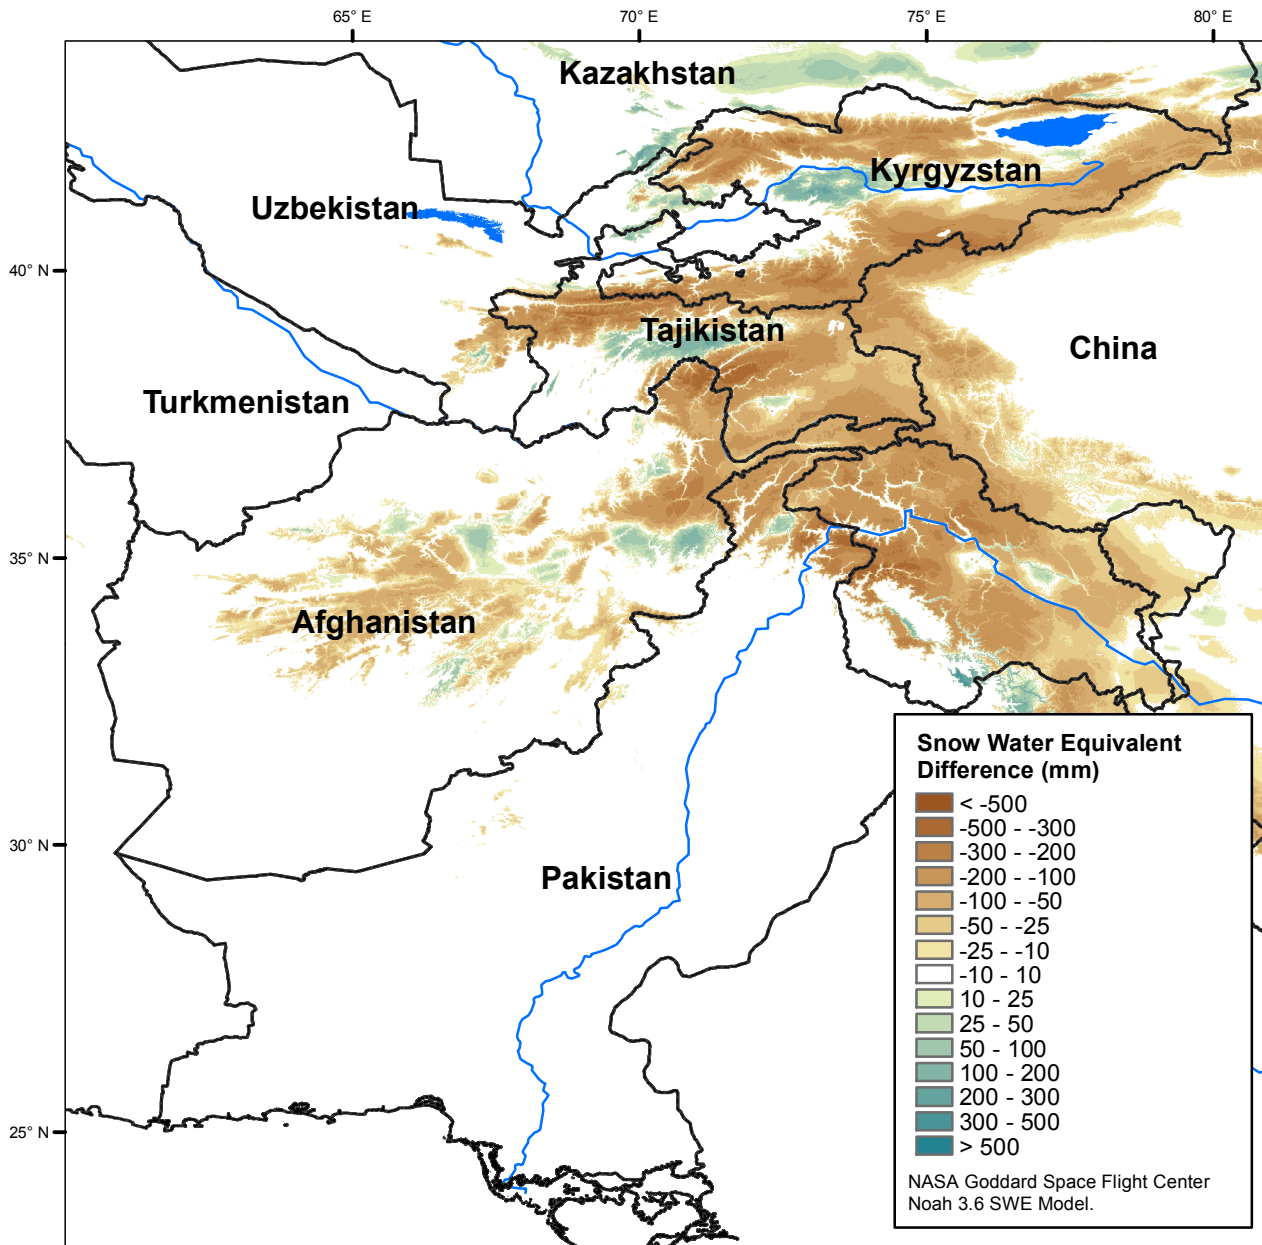 65° E
70° E
75° E
80° E
Kazakhstan
Kyrgyzstan
Uzbekistan
40° N
Tajikistan
China
Turkmenistan
35° N
Afghanistan
30° N
Pakistan
25° N
Snow Water Equivalent
Difference (mm)
< -500
-500 - -300
-300 - -200
-200 - -100
-100 - -50
-50 - -25
-25 - -10
-10 - 10
10 - 25
25 - 50
50 - 100
100 - 200
200 - 300
300 - 500
> 500
NASA Goddard Space Flight Center
Noah 3.6 SWE Model.